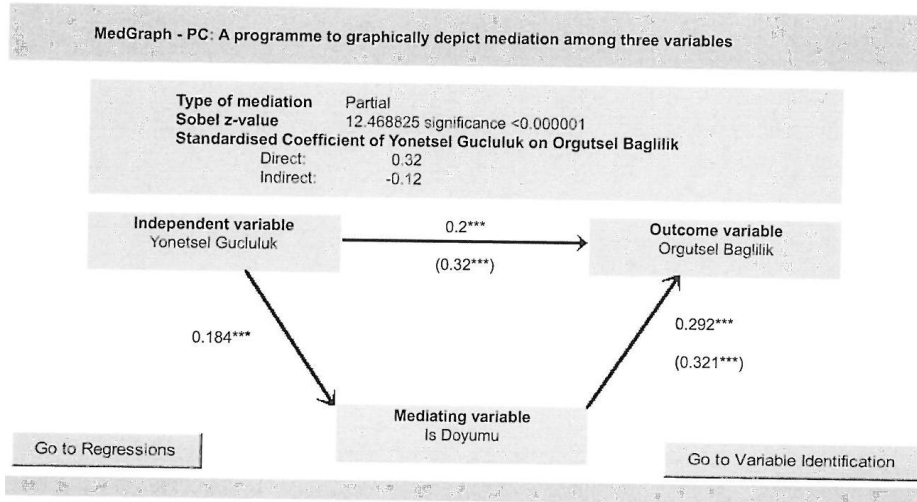 MedGraph - PC: A programme to graphically depict mediation among three variables
Type of mediation Partial
Sobel z-value 12.468825 significance <0.000001
Standardised Coefficient of Yonetsel Gucluluk on Orgutsel Baglilik
Direct: 0.32
Indirect: -0.12
Independent variable
Yonetsel Gucluluk
0.2***
(0.32***)
Outcome variable
Orgutsel Baglilik
0.184***
0.292***
(0.321***)
Mediating variable
Is Doyumu
Go to Regressions
Go to Variable Identification